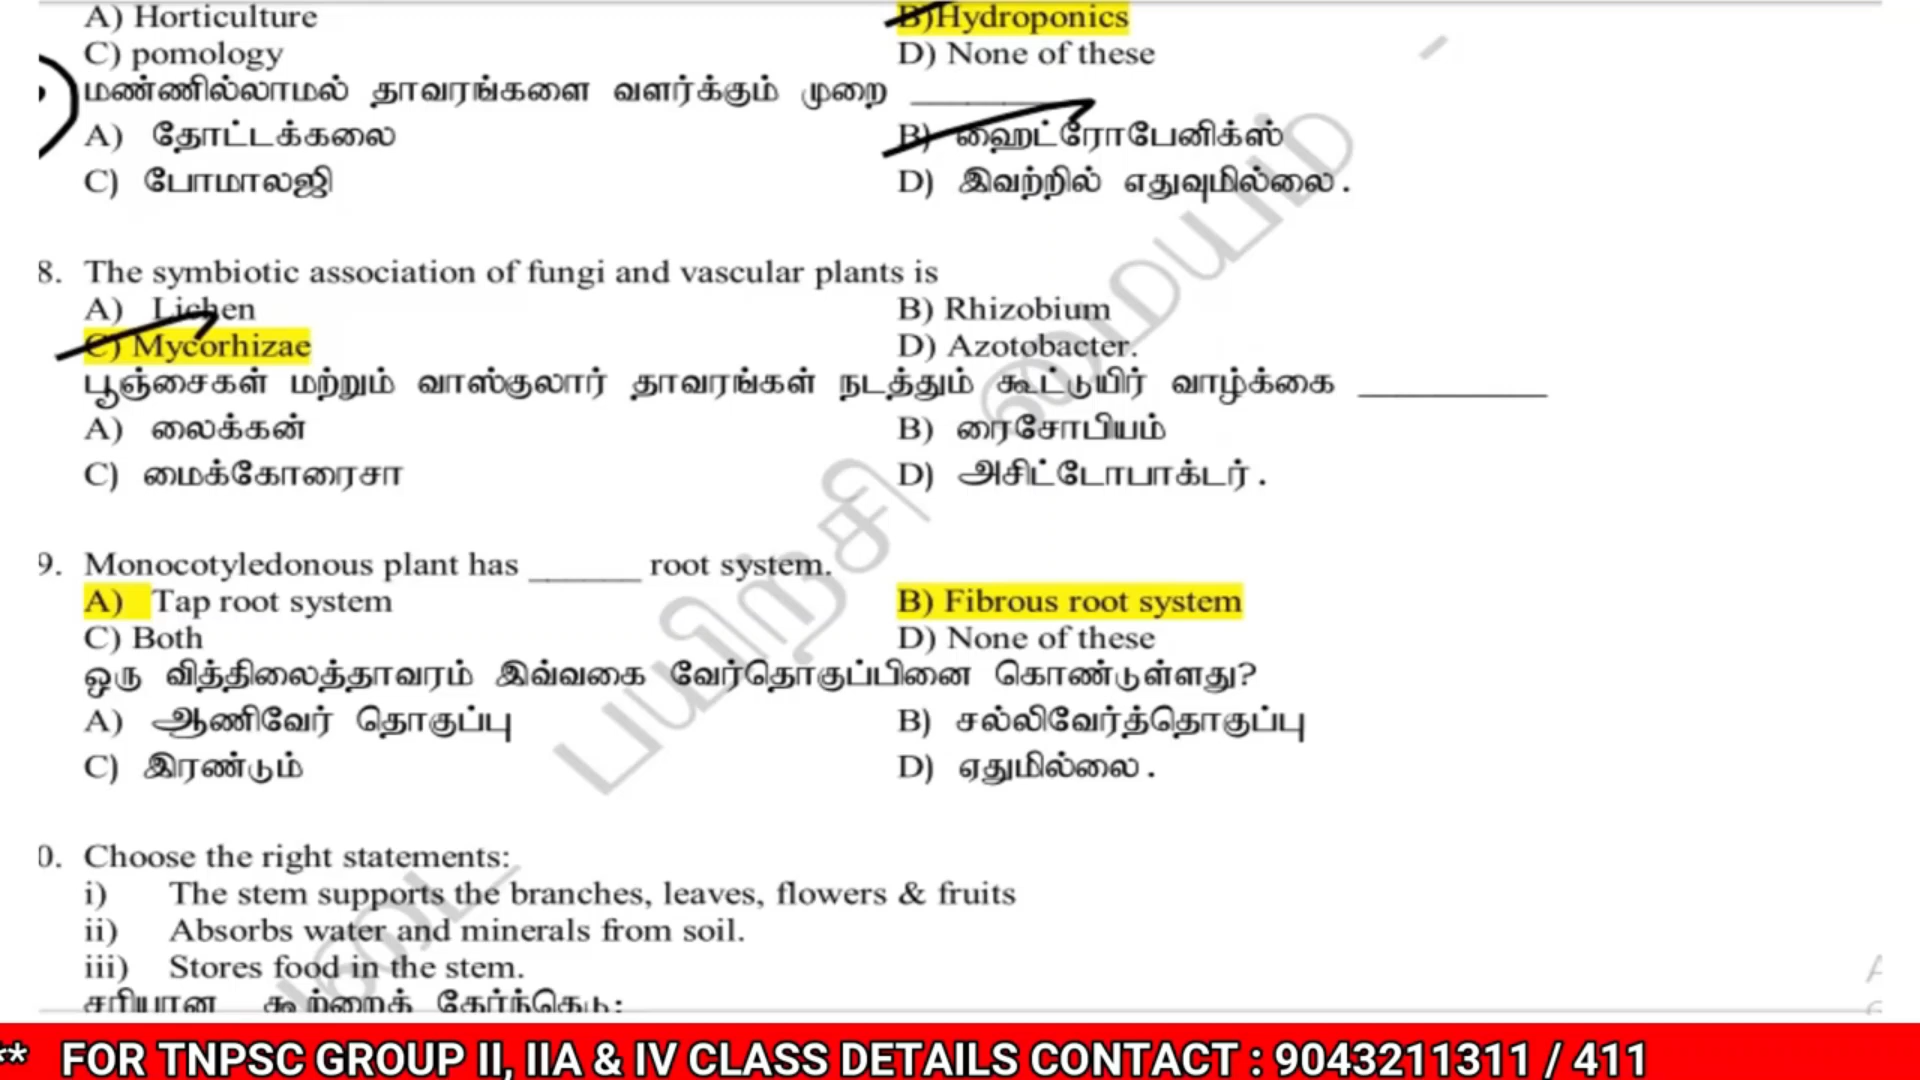 A) Horticulture B)Hydroponics
C) pomology D) None of these
மண்ணில்லாமல் தாவரங்களை வளர்க்கும் முறை __________
A) தோட்டக்கலை B) ஹைட்ரோபேனிக்ஸ்
C) போமாலஜி D) இவற்றில் எதுவுமில்லை.
8. The symbiotic association of fungi and vascular plants is
A) Lichen B) Rhizobium
C) Mycorhizae D) Azotobacter.
பூஞ்சைகள் மற்றும் வாஸ்குலார் தாவரங்கள் நடத்தும் கூட்டுயிர் வாழ்க்கை __________
A) லைக்கன் B) ரைசோபியம்
C) மைக்கோரைசா D) அசிட்டோபாக்டர்.
9. Monocotyledonous plant has ______ root system.
A) Tap root system B) Fibrous root system
C) Both D) None of these
ஒரு வித்திலைத்தாவரம் இவ்வகை வேர்தொகுப்பினை கொண்டுள்ளது?
A) ஆணிவேர் தொகுப்பு B) சல்லிவேர்த்தொகுப்பு
C) இரண்டும் D) ஏதுமில்லை.
0. Choose the right statements:
i) The stem supports the branches, leaves, flowers & fruits
ii) Absorbs water and minerals from soil.
iii) Stores food in the stem.
சரியான கூற்றைத் தேர்ந்தெடு:
பயிற்சி மையம்
** FOR TNPSC GROUP II, IIA & IV CLASS DETAILS CONTACT : 9043211311 / 411